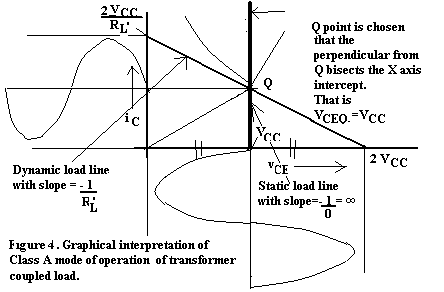 2 VCC
RL'
Q point is chosen
that the
perpendicular from
Q bisects the X axis
intercept.
That is
VCEQ. =VCC
Q
iC
VCC
Dynamic load line
with slope = - 1
RL'
vCE
2 VCC
Static load line
with slope=-1 = ∞
0
Figure 4 . Graphical interpretation of
Class A mode of operation of transformer
coupled load.